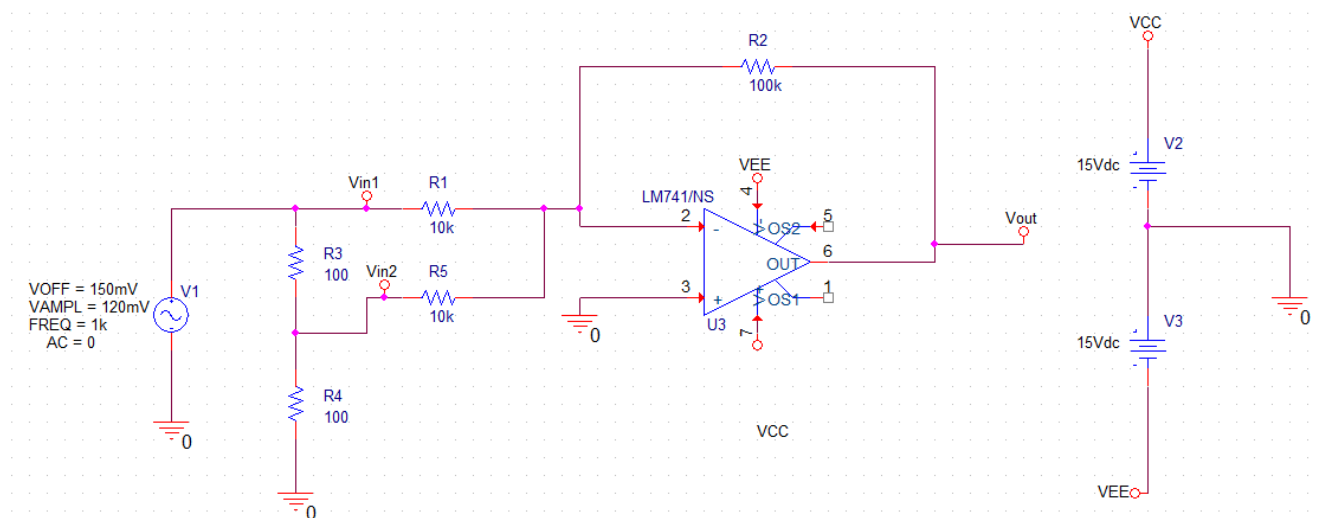 R2
100k
VCC
V2
15Vdc
VEE
4
LM741/NS
2
-
OS2
5
6
OUT
3
+
OS1
1
U3
7
0
Vout
0
V3
15Vdc
VCC
VEE
Vin1
R1
10k
R3
100
Vin2
R5
10k
VOFF = 150mV
VAMPL = 120mV
FREQ = 1k
AC = 0
V1
R4
100
0
0